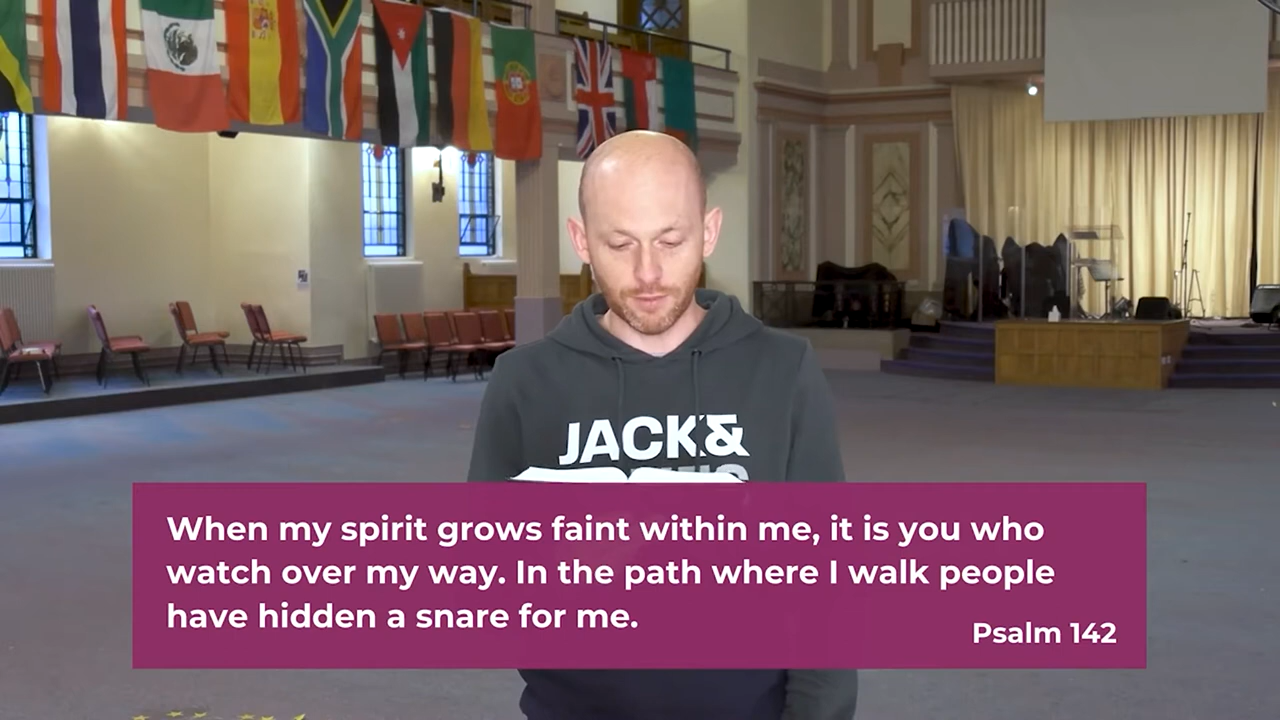 JACK&
When my spirit grows faint within me, it is you who
watch over my way. In the path where I walk people
have hidden a snare for me.
Psalm 142